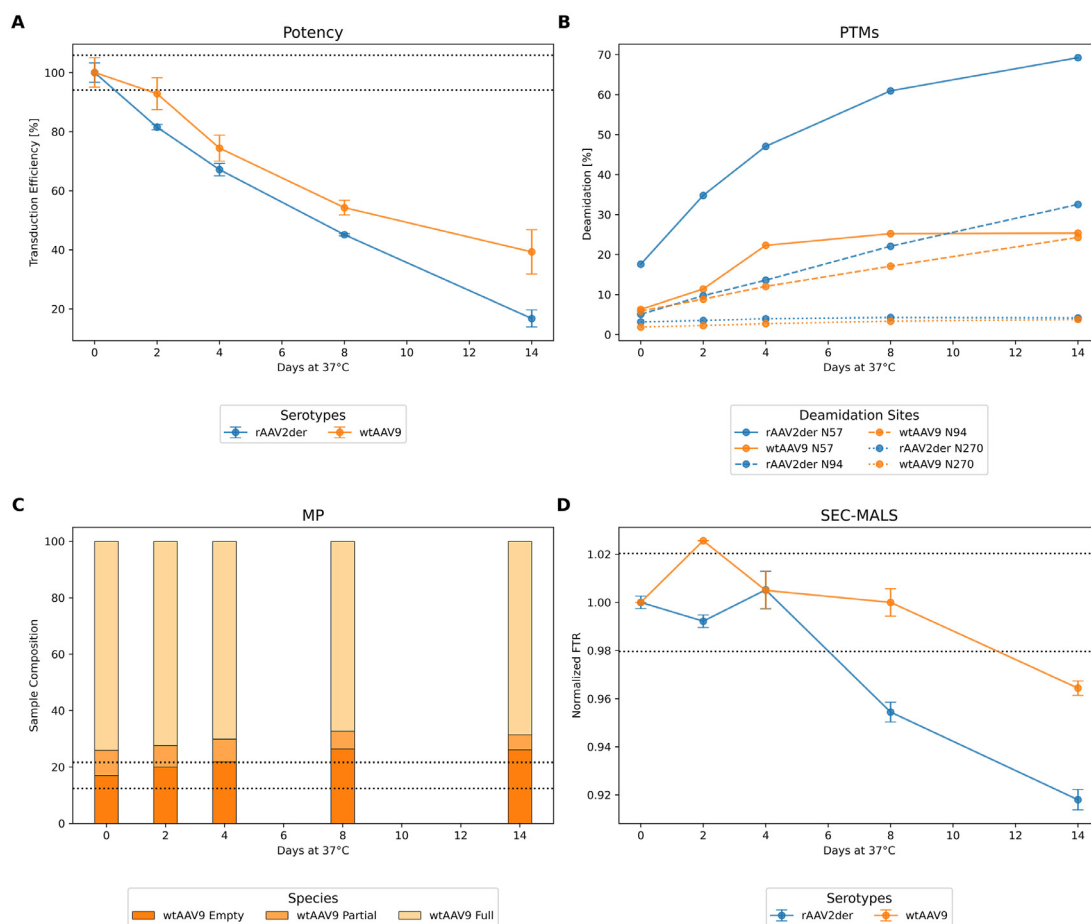 A
Potency
Transduction Efficiency [%]
100
80
60
40
20
0 2 4 6 8 10 12 14
Days at 37°C
Serotypes
rAAV2der wtAAV9
B
PTMs
Deamidation [%]
70
60
50
40
30
20
10
0
0 2 4 6 8 10 12 14
Days at 37°C
Deamidation Sites
rAAV2der N57 wtAAV9 N94
wtAAV9 N57 rAAV2der N270
rAAV2der N94 wtAAV9 N270
C
MP
Sample Composition
100
80
60
40
20
0
0 2 4 6 8 10 12 14
Days at 37°C
Species
wtAAV9 Empty wtAAV9 Partial wtAAV9 Full
D
SEC-MALS
Normalized FTR
1.02
1.00
0.98
0.96
0.94
0.92
0 2 4 6 8 10 12 14
Days at 37°C
Serotypes
rAAV2der wtAAV9